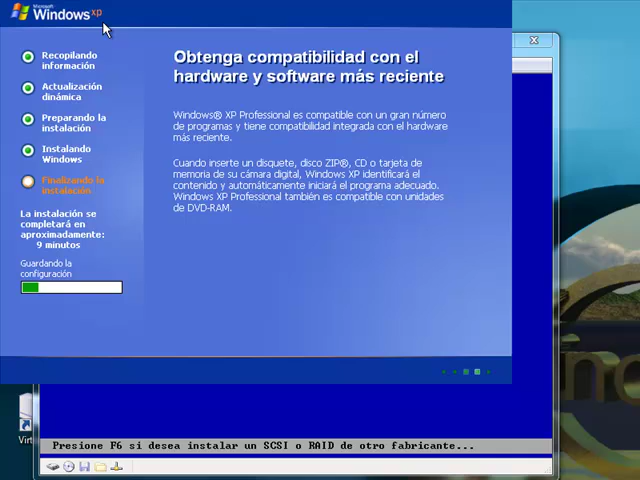 Microsoft
Windows xp
Recopilando
información
Actualización
dinámica
Preparando la
instalación
Instalando
Windows
Finalizando la
instalación
La instalación se
completará en
aproximadamente:
9 minutos
Guardando la
configuración
Obtenga compatibilidad con el
hardware y software más reciente
Windows® XP Professional es compatible con un gran número
de programas y tiene compatibilidad integrada con el hardware
más reciente.
Cuando inserte un disquete, disco ZIP®, CD o tarjeta de
memoria de su cámara digital, Windows XP identificará el
contenido y automáticamente iniciará el programa adecuado.
Windows XP Professional también es compatible con unidades
de DVD-RAM.
Presione F6 si desea instalar un SCSI o RAID de otro fabricante...